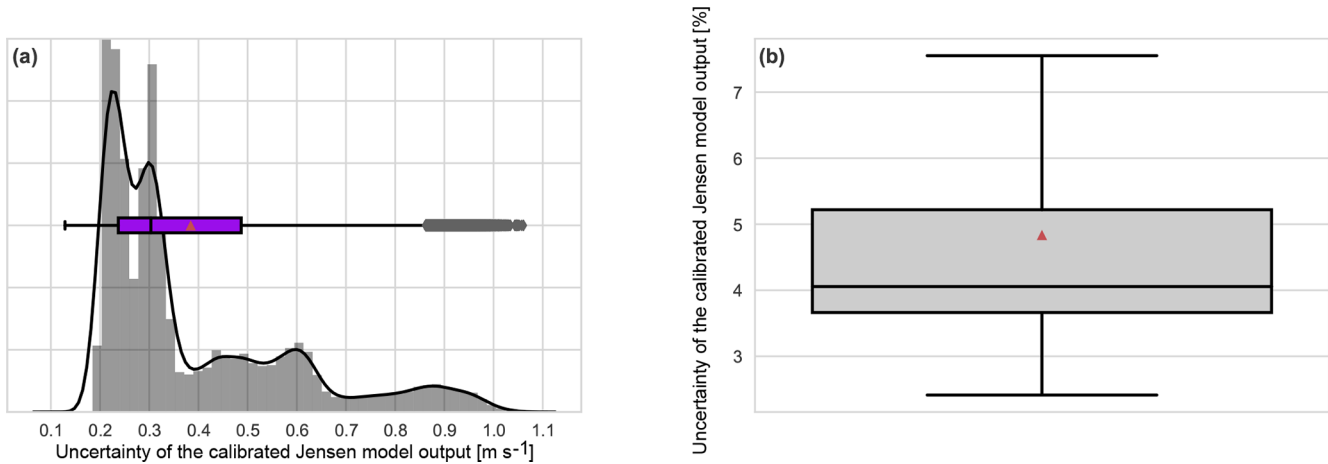 (a)
0.1 0.2 0.3 0.4 0.5 0.6 0.7 0.8 0.9 1.0 1.1
Uncertainty of the calibrated Jensen model output [m s-1]
Uncertainty of the calibrated Jensen model output [%]
(b)
7
6
5
4
3